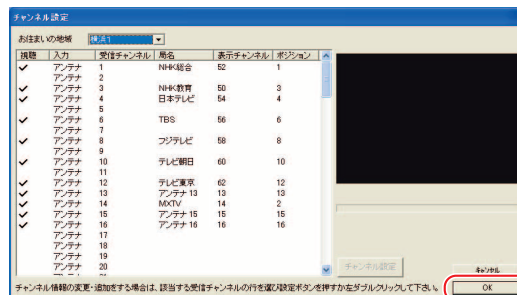 チャンネル設定
お住まいの地域 横浜1
視聴 入力 受信チャンネル 局名 表示チャンネル ポジション
✓ アンテナ 1 NHK総合 52 1
アンテナ 2
✓ アンテナ 3 NHK教育 50 3
✓ アンテナ 4 日本テレビ 54 4
アンテナ 5
✓ アンテナ 6 TBS 56 6
アンテナ 7
✓ アンテナ 8 フジテレビ 58 8
アンテナ 9
✓ アンテナ 10 テレビ朝日 60 10
アンテナ 11
✓ アンテナ 12 テレビ東京 62 12
✓ アンテナ 13 アンテナ 13 13 13
✓ アンテナ 14 MXTV 14 2
✓ アンテナ 15 アンテナ 15 15 15
✓ アンテナ 16 アンテナ 16 16 16
アンテナ 17
アンテナ 18
アンテナ 19
アンテナ 20
チャンネル設定
キャンセル
チャンネル情報の変更・追加をする場合は、該当する受信チャンネルの行を選び設定ボタンを押すか左ダブルクリックして下さい。
OK